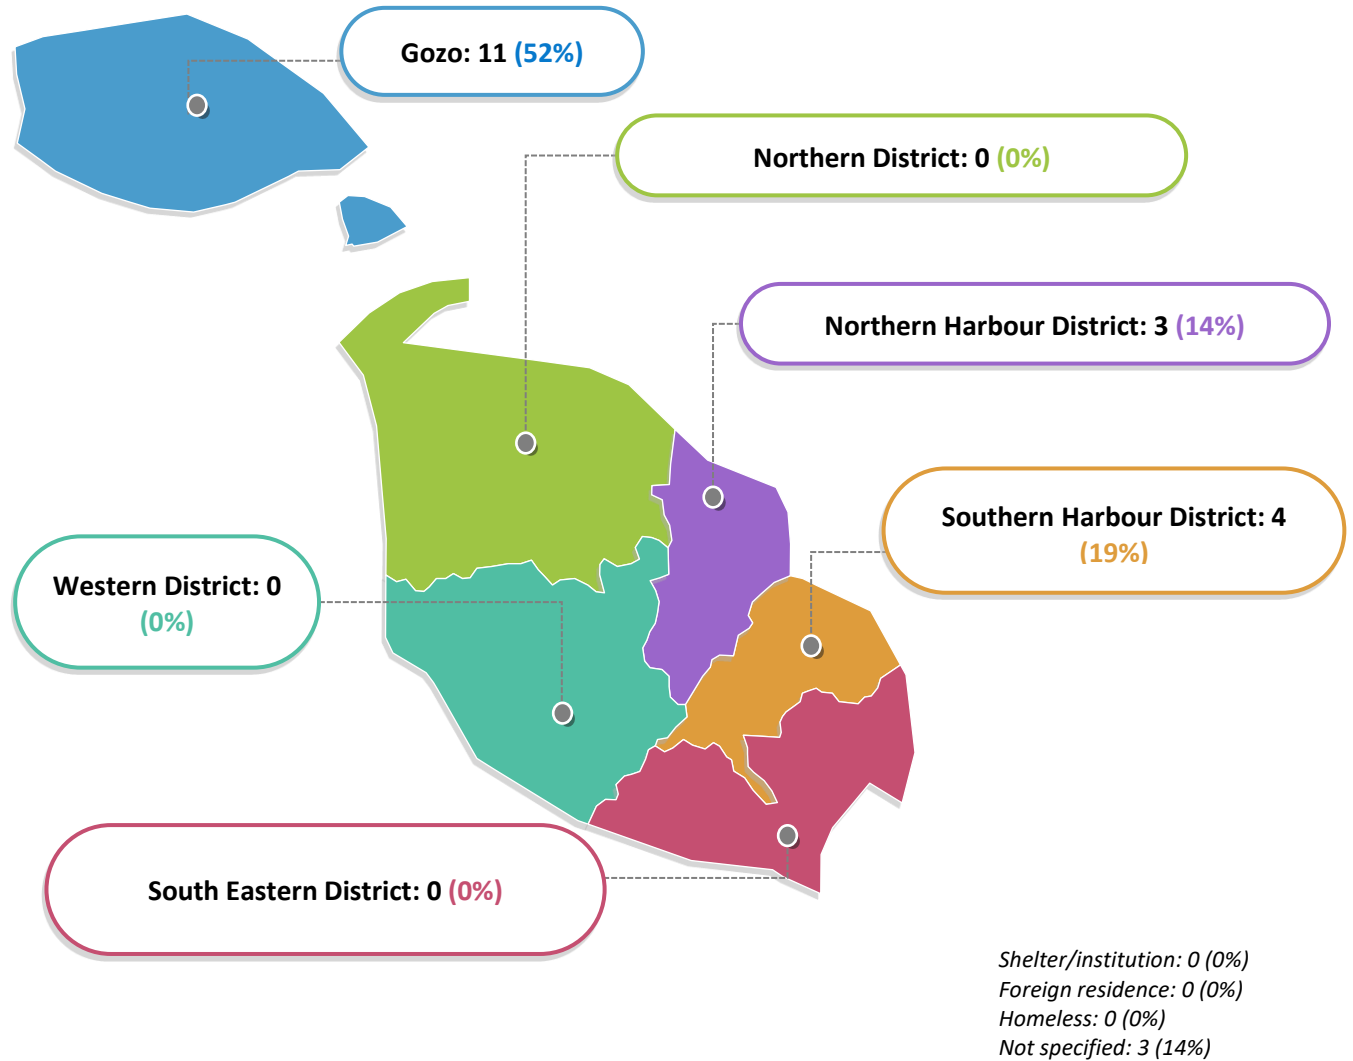 Gozo: 11 (52%)
Northern District: 0 (0%)
Northern Harbour District: 3 (14%)
Southern Harbour District: 4
(19%)
Western District: 0
(0%)
South Eastern District: 0 (0%)
Shelter/institution: 0 (0%)
Foreign residence: 0 (0%)
Homeless: 0 (0%)
Not specified: 3 (14%)